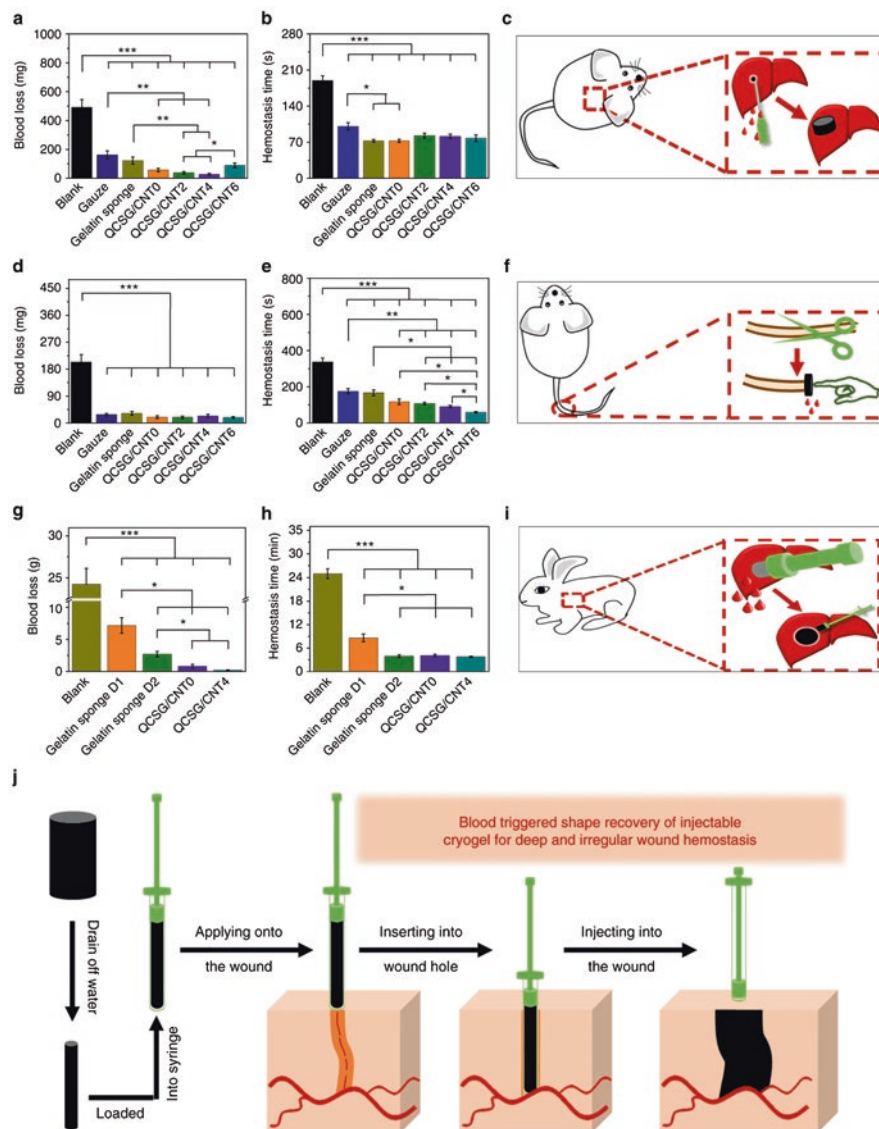 a
1000
800
600
400
200
0
Blood loss (mg)
***
**
**
*
Blank
Gauze
Gelatin sponge
QCSG/CNT0
QCSG/CNT2
QCSG/CNT4
QCSG/CNT6
b
280
210
140
70
0
Hemostasis time (s)
***
*
Blank
Gauze
Gelatin sponge
QCSG/CNT0
QCSG/CNT2
QCSG/CNT4
QCSG/CNT6
c
d
450
360
270
180
90
0
Blood loss (mg)
***
Blank
Gauze
Gelatin sponge
QCSG/CNT0
QCSG/CNT2
QCSG/CNT4
QCSG/CNT6
e
800
600
400
200
0
Hemostasis time (s)
***
**
*
*
*
*
Blank
Gauze
Gelatin sponge
QCSG/CNT0
QCSG/CNT2
QCSG/CNT4
QCSG/CNT6
f
g
30
25
10
5
0
Blood loss (g)
***
*
*
Blank
Gelatin sponge D1
Gelatin sponge D2
QCSG/CNT0
QCSG/CNT4
h
35
30
24
18
12
6
0
Hemostasis time (min)
***
*
Blank
Gelatin sponge D1
Gelatin sponge D2
QCSG/CNT0
QCSG/CNT4
i
j
Blood triggered shape recovery of injectable
cryogel for deep and irregular wound hemostasis
Drain off water
Loaded
Into syringe
Applying onto
the wound
Inserting into
wound hole
Injecting into
the wound